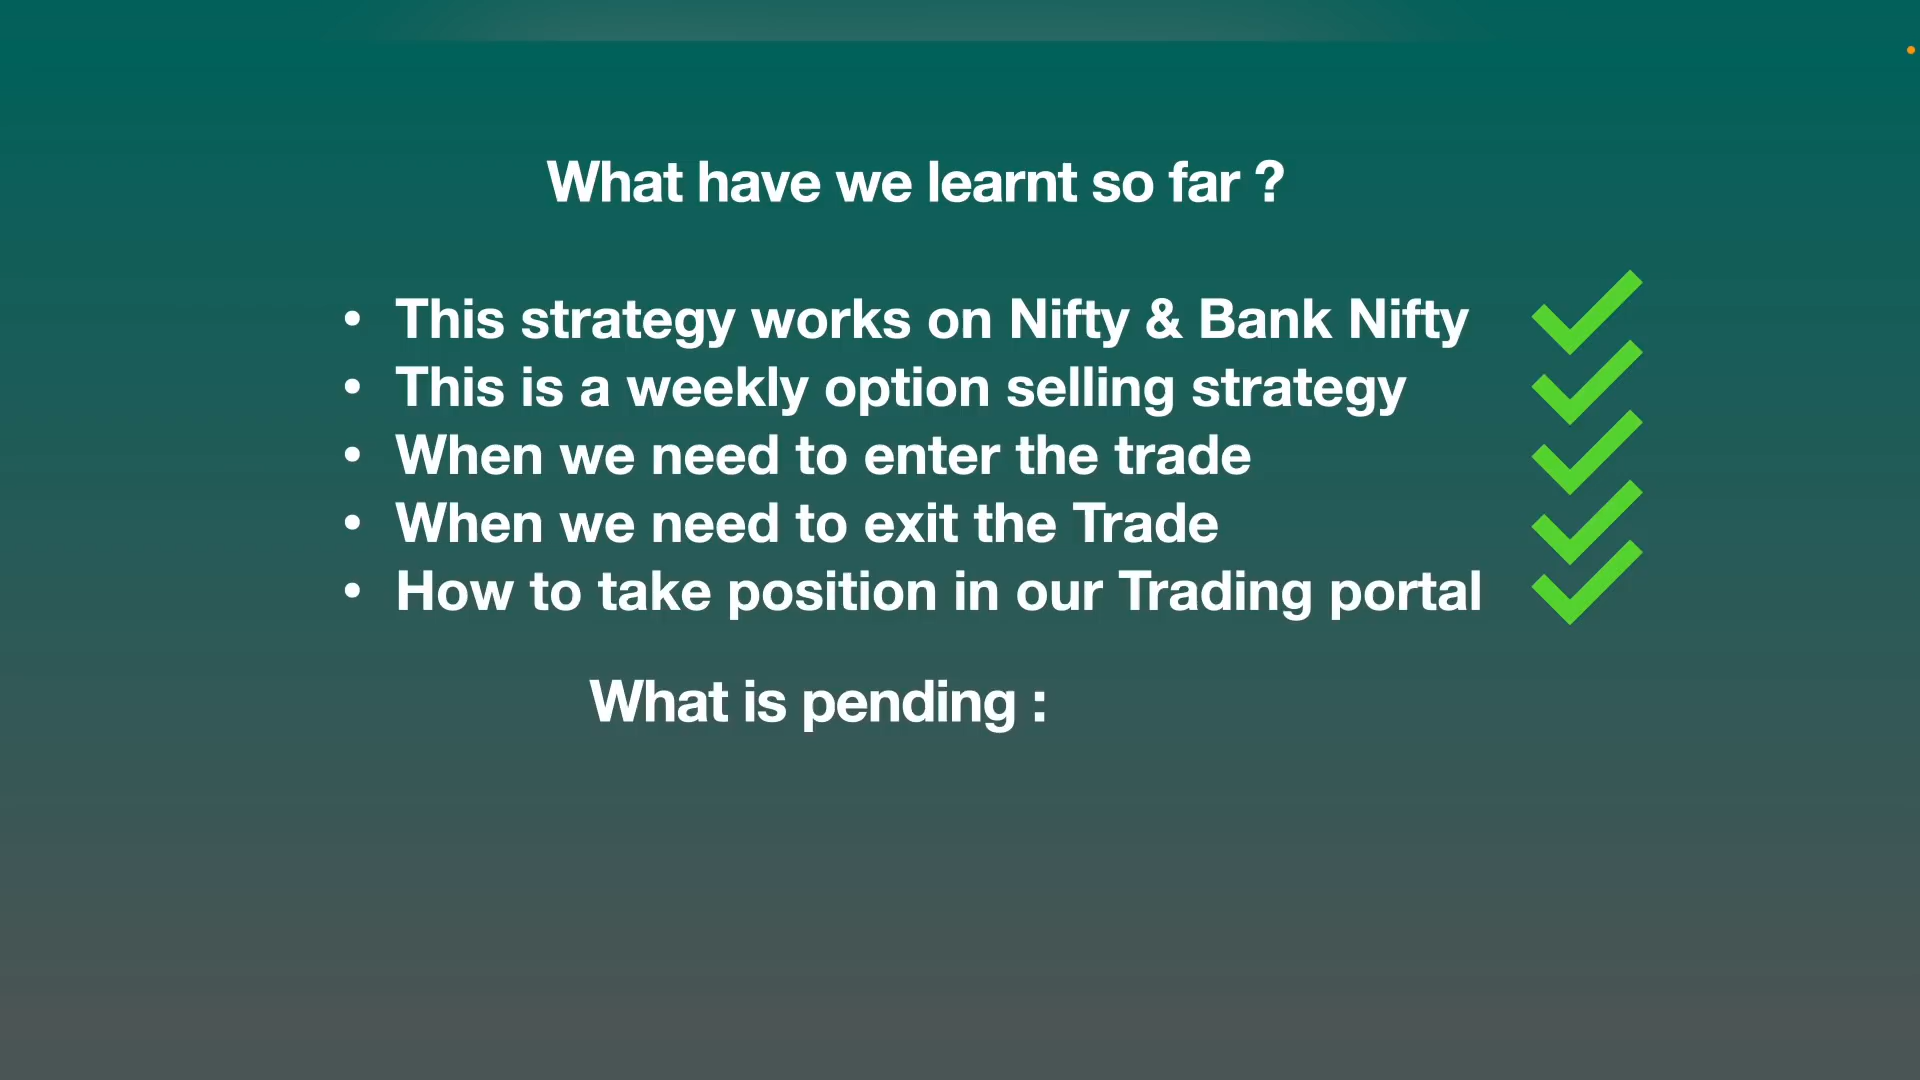 What have we learnt so far ?
• This strategy works on Nifty & Bank Nifty
• This is a weekly option selling strategy
• When we need to enter the trade
• When we need to exit the Trade
• How to take position in our Trading portal
What is pending :